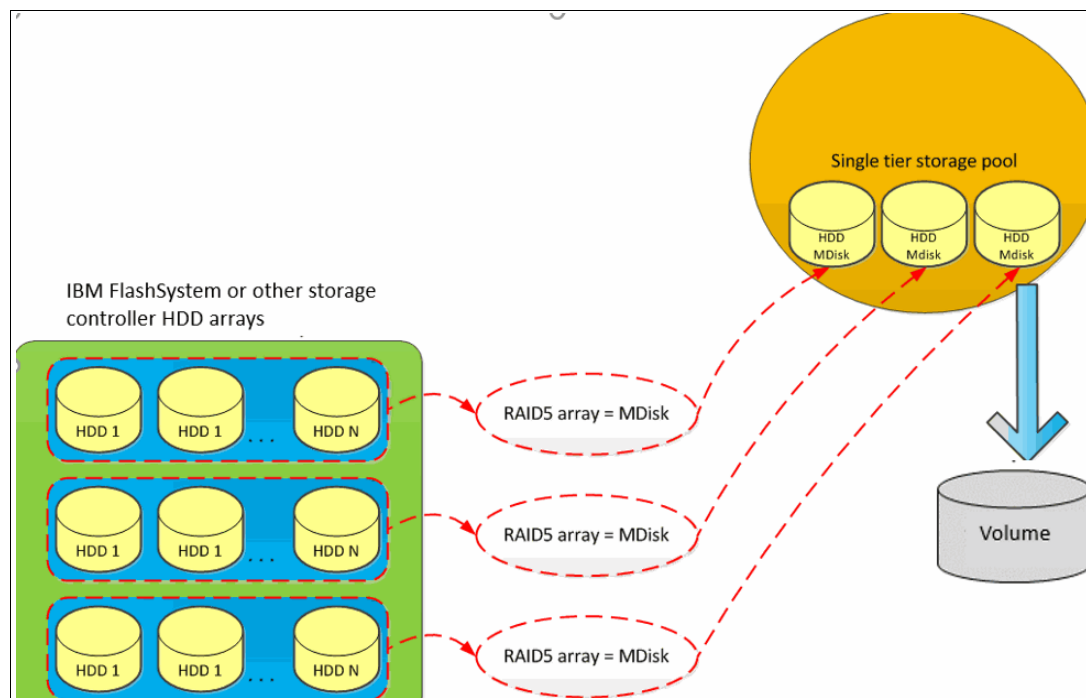 Single tier storage pool
HDD
MDisk
HDD
Mdisk
HDD
Mdisk
IBM FlashSystem or other storage
controller HDD arrays
HDD 1
HDD 1
...
HDD N
RAID5 array = MDisk
HDD 1
HDD 1
...
HDD N
RAID5 array = MDisk
Volume
HDD 1
HDD 1
...
HDD N
RAID5 array = MDisk